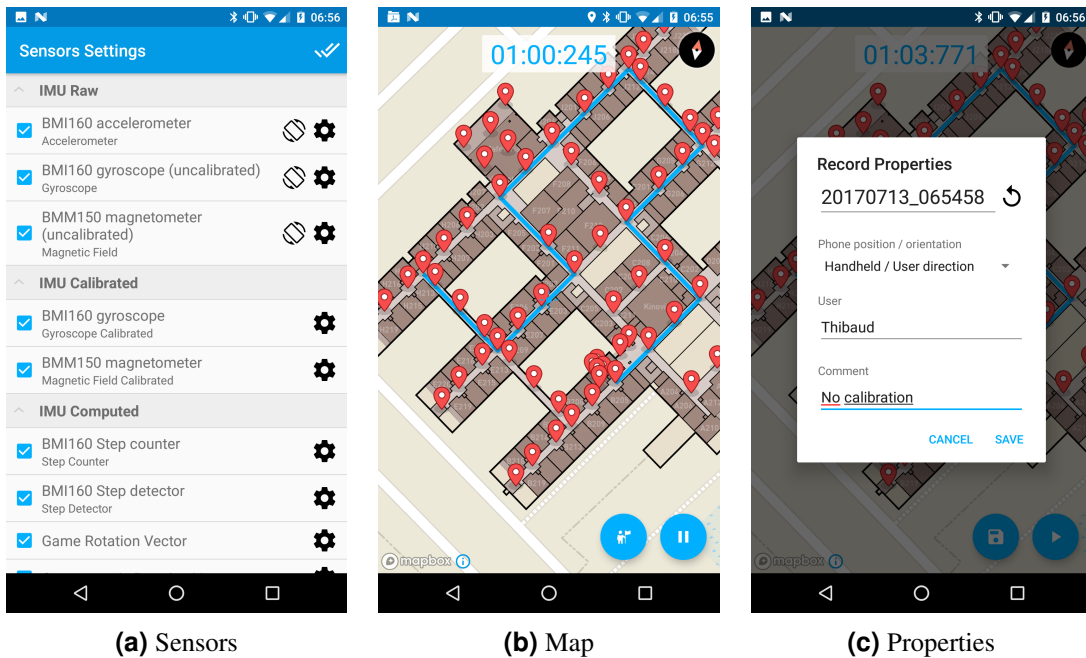 06:56
Sensors Settings
IMU Raw
BMI160 accelerometer
Accelerometer
BMI160 gyroscope (uncalibrated)
Gyroscope
BMM150 magnetometer
(uncalibrated)
Magnetic Field
IMU Calibrated
BMI160 gyroscope
Gyroscope Calibrated
BMM150 magnetometer
Magnetic Field Calibrated
IMU Computed
BMI160 Step counter
Step Counter
BMI160 Step detector
Step Detector
Game Rotation Vector
(a) Sensors
06:55
01:00:245
F208
F207
F210
mapbox
(b) Map
06:56
01:03:771
Record Properties
20170713_065458
Phone position / orientation
Handheld / User direction
User
Thibaud
Comment
No calibration
CANCEL SAVE
mapbox
(c) Properties